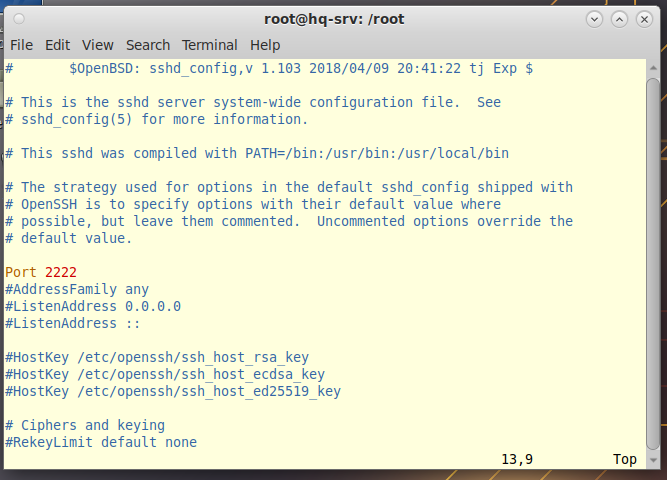 root@hq-srv: /root
File Edit View Search Terminal Help
#       $OpenBSD: sshd_config,v 1.103 2018/04/09 20:41:22 tj Exp $
# This is the sshd server system-wide configuration file.  See
# sshd_config(5) for more information.
# This sshd was compiled with PATH=/bin:/usr/bin:/usr/local/bin
# The strategy used for options in the default sshd_config shipped with
# OpenSSH is to specify options with their default value where
# possible, but leave them commented.  Uncommented options override the
# default value.
Port 2222
#AddressFamily any
#ListenAddress 0.0.0.0
#ListenAddress ::
#HostKey /etc/openssh/ssh_host_rsa_key
#HostKey /etc/openssh/ssh_host_ecdsa_key
#HostKey /etc/openssh/ssh_host_ed25519_key
# Ciphers and keying
#RekeyLimit default none
13,9 Top